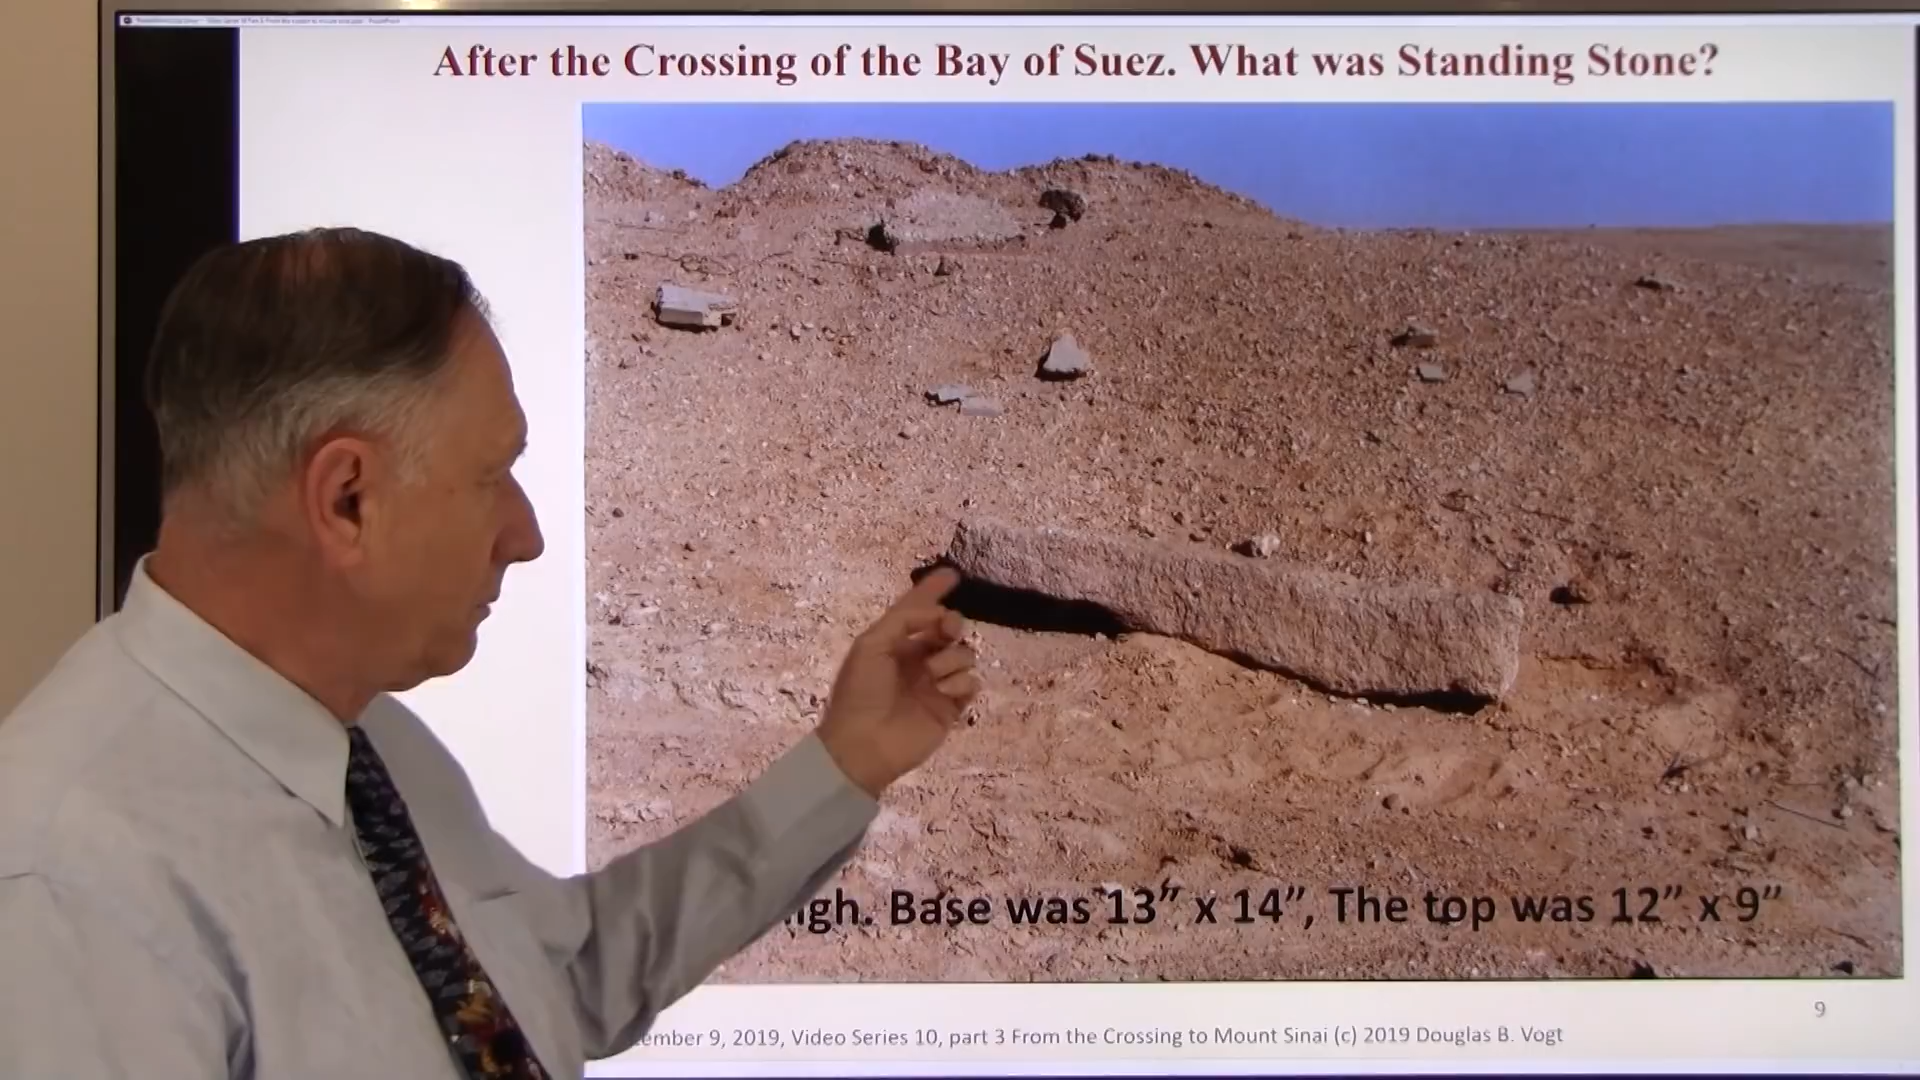 After the Crossing of the Bay of Suez. What was Standing Stone?
Base was 13” x 14”, The top was 12” x 9”
9
9, 2019, Video Series 10, part 3 From the Crossing to Mount Sinai (c) 2019 Douglas B. Vogt